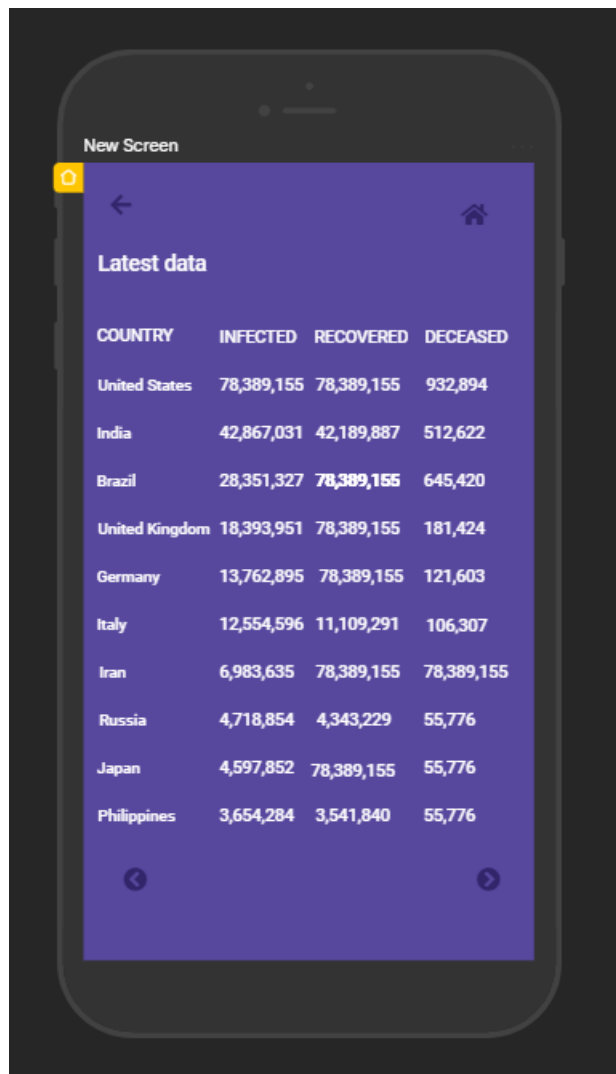 New Screen
Latest data
COUNTRY INFECTED RECOVERED DECEASED
United States 78,389,155 78,389,155 932,894
India 42,867,031 42,189,887 512,622
Brazil 28,351,327 78,389,155 645,420
United Kingdom 18,393,951 78,389,155 181,424
Germany 13,762,895 78,389,155 121,603
Italy 12,554,596 11,109,291 106,307
Iran 6,983,635 78,389,155 78,389,155
Russia 4,718,854 4,343,229 55,776
Japan 4,597,852 78,389,155 55,776
Philippines 3,654,284 3,541,840 55,776